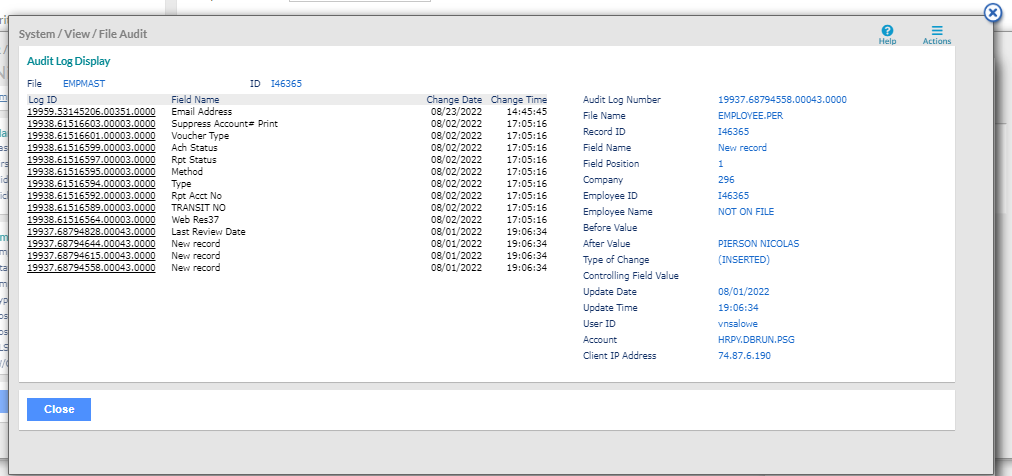 System / View / File Audit
Help
Actions
Audit Log Display
File EMPMAST ID I46365
Log ID Field Name Change Date Change Time
19959.53145206.00351.0000 Email Address 08/23/2022 14:45:45
19938.61516603.00003.0000 Suppress Account# Print 08/02/2022 17:05:16
19938.61516601.00003.0000 Voucher Type 08/02/2022 17:05:16
19938.61516599.00003.0000 Ach Status 08/02/2022 17:05:16
19938.61516597.00003.0000 Rpt Status 08/02/2022 17:05:16
19938.61516595.00003.0000 Method 08/02/2022 17:05:16
19938.61516594.00003.0000 Type 08/02/2022 17:05:16
19938.61516592.00003.0000 Rpt Acct No 08/02/2022 17:05:16
19938.61516589.00003.0000 TRANSIT NO 08/02/2022 17:05:16
19938.61516564.00003.0000 Web Res37 08/02/2022 17:05:16
19937.68794828.00043.0000 Last Review Date 08/01/2022 19:06:34
19937.68794644.00043.0000 New record 08/01/2022 19:06:34
19937.68794615.00043.0000 New record 08/01/2022 19:06:34
19937.68794558.00043.0000 New record 08/01/2022 19:06:34
Audit Log Number 19937.68794558.00043.0000
File Name EMPLOYEE.PER
Record ID I46365
Field Name New record
Field Position 1
Company 296
Employee ID I46365
Employee Name NOT ON FILE
Before Value
After Value PIERSON NICOLAS
Type of Change (INSERTED)
Controlling Field Value
Update Date 08/01/2022
Update Time 19:06:34
User ID vnsalowe
Account HRPY.DBRUN.PSG
Client IP Address 74.87.6.190
Close